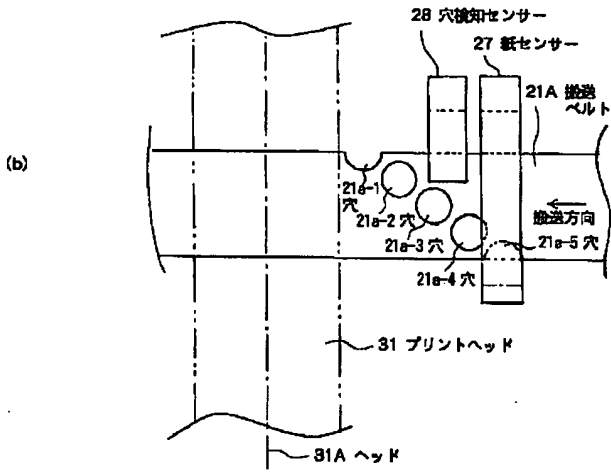 28 穴検知センサー
27 紙センサー
21A 搬送
ベルト
(b)
21a-1
穴
21a-2 穴
搬送方向
21a-3 穴
21a-5 穴
21a-4 穴
31 プリントヘッド
31A ヘッド